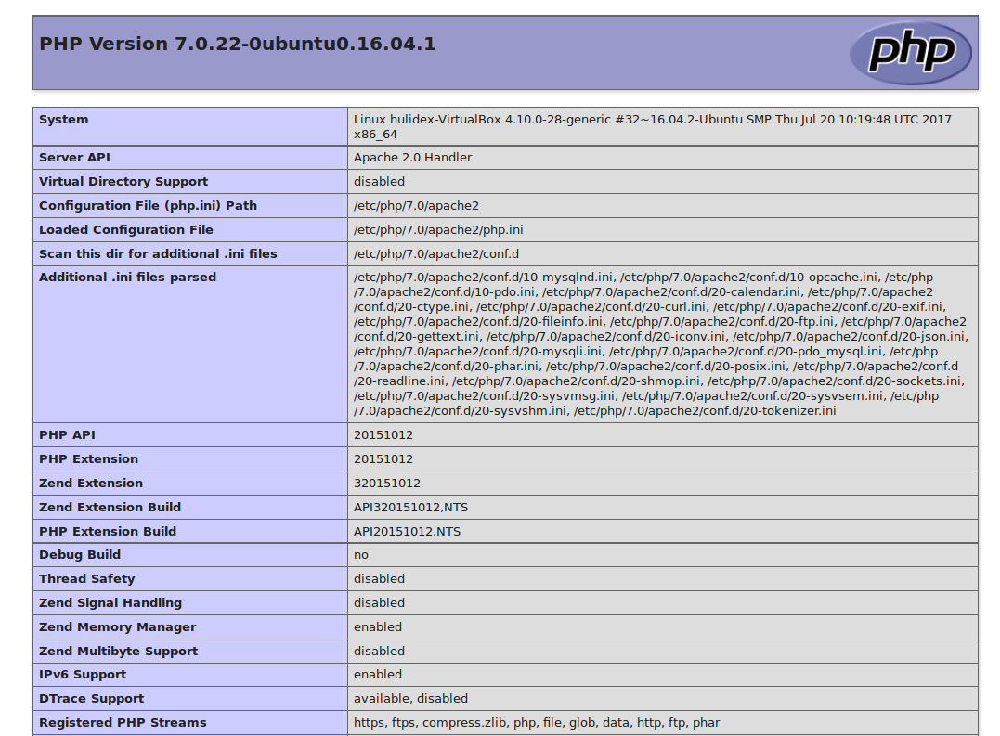 PHP Version 7.0.22-0ubuntu0.16.04.1
php
System
Linux hulidex-VirtualBox 4.10.0-28-generic #32~16.04.2-Ubuntu SMP Thu Jul 20 10:19:48 UTC 2017
x86_64
Server API
Apache 2.0 Handler
Virtual Directory Support
disabled
Configuration File (php.ini) Path
/etc/php/7.0/apache2
Loaded Configuration File
/etc/php/7.0/apache2/php.ini
Scan this dir for additional .ini files
/etc/php/7.0/apache2/conf.d
Additional .ini files parsed
/etc/php/7.0/apache2/conf.d/10-mysqlnd.ini, /etc/php/7.0/apache2/conf.d/10-opcache.ini, /etc/php
/7.0/apache2/conf.d/10-pdo.ini, /etc/php/7.0/apache2/conf.d/20-calendar.ini, /etc/php/7.0/apache2
/conf.d/20-ctype.ini, /etc/php/7.0/apache2/conf.d/20-curl.ini, /etc/php/7.0/apache2/conf.d/20-exif.ini,
/etc/php/7.0/apache2/conf.d/20-fileinfo.ini, /etc/php/7.0/apache2/conf.d/20-ftp.ini, /etc/php/7.0/apache2
/conf.d/20-gettext.ini, /etc/php/7.0/apache2/conf.d/20-iconv.ini, /etc/php/7.0/apache2/conf.d/20-json.ini,
/etc/php/7.0/apache2/conf.d/20-mysqli.ini, /etc/php/7.0/apache2/conf.d/20-pdo_mysql.ini, /etc/php
/7.0/apache2/conf.d/20-phar.ini, /etc/php/7.0/apache2/conf.d/20-posix.ini, /etc/php/7.0/apache2/conf.d
/20-readline.ini, /etc/php/7.0/apache2/conf.d/20-shmop.ini, /etc/php/7.0/apache2/conf.d/20-sockets.ini,
/etc/php/7.0/apache2/conf.d/20-sysvmsg.ini, /etc/php/7.0/apache2/conf.d/20-sysvsem.ini, /etc/php
/7.0/apache2/conf.d/20-sysvshm.ini, /etc/php/7.0/apache2/conf.d/20-tokenizer.ini
PHP API
20151012
PHP Extension
20151012
Zend Extension
320151012
Zend Extension Build
API320151012,NTS
PHP Extension Build
API20151012,NTS
Debug Build
no
Thread Safety
disabled
Zend Signal Handling
disabled
Zend Memory Manager
enabled
Zend Multibyte Support
disabled
IPv6 Support
enabled
DTrace Support
available, disabled
Registered PHP Streams
https, ftps, compress.zlib, php, file, glob, data, http, ftp, phar